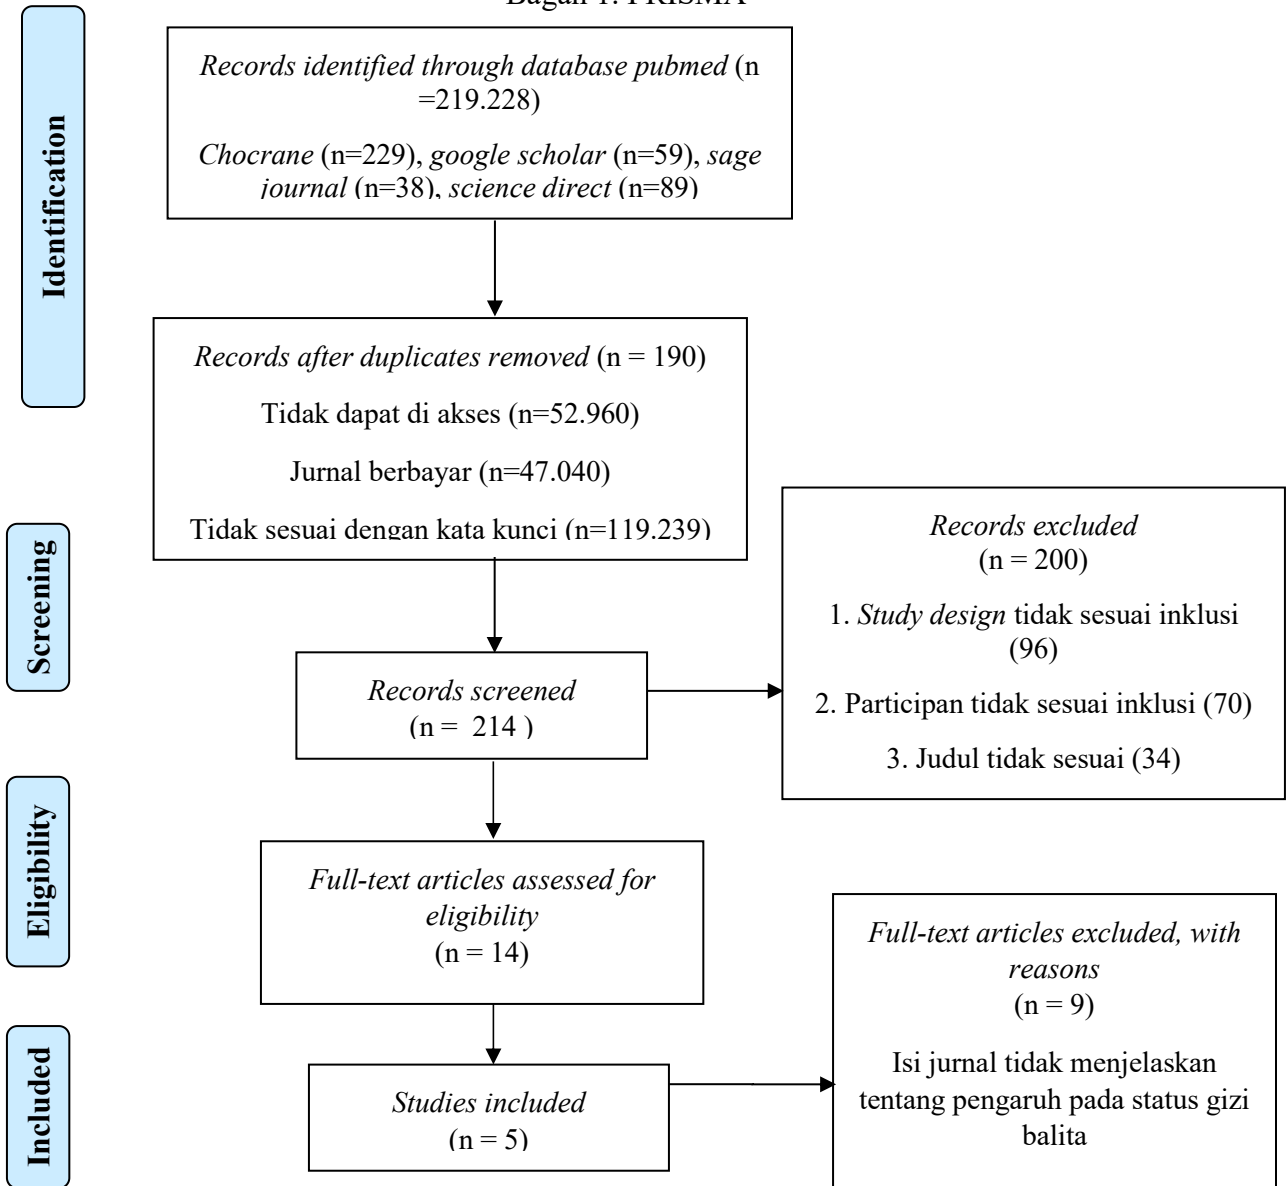 Bagan 1. PRISMA
Identification
Records identified through database pubmed (n
=219.228)
Chocrane (n=229), google scholar (n=59), sage
journal (n=38), science direct (n=89)
Records after duplicates removed (n = 190)
Tidak dapat di akses (n=52.960)
Jurnal berbayar (n=47.040)
Tidak sesuai dengan kata kunci (n=119.239)
Screening
Records screened
(n =  214 )
Records excluded
(n = 200)
1. Study design tidak sesuai inklusi
(96)
2. Participan tidak sesuai inklusi (70)
3. Judul tidak sesuai (34)
Eligibility
Full-text articles assessed for
eligibility
(n = 14)
Full-text articles excluded, with
reasons
(n = 9)
Isi jurnal tidak menjelaskan
tentang pengaruh pada status gizi
balita
Included
Studies included
(n = 5)